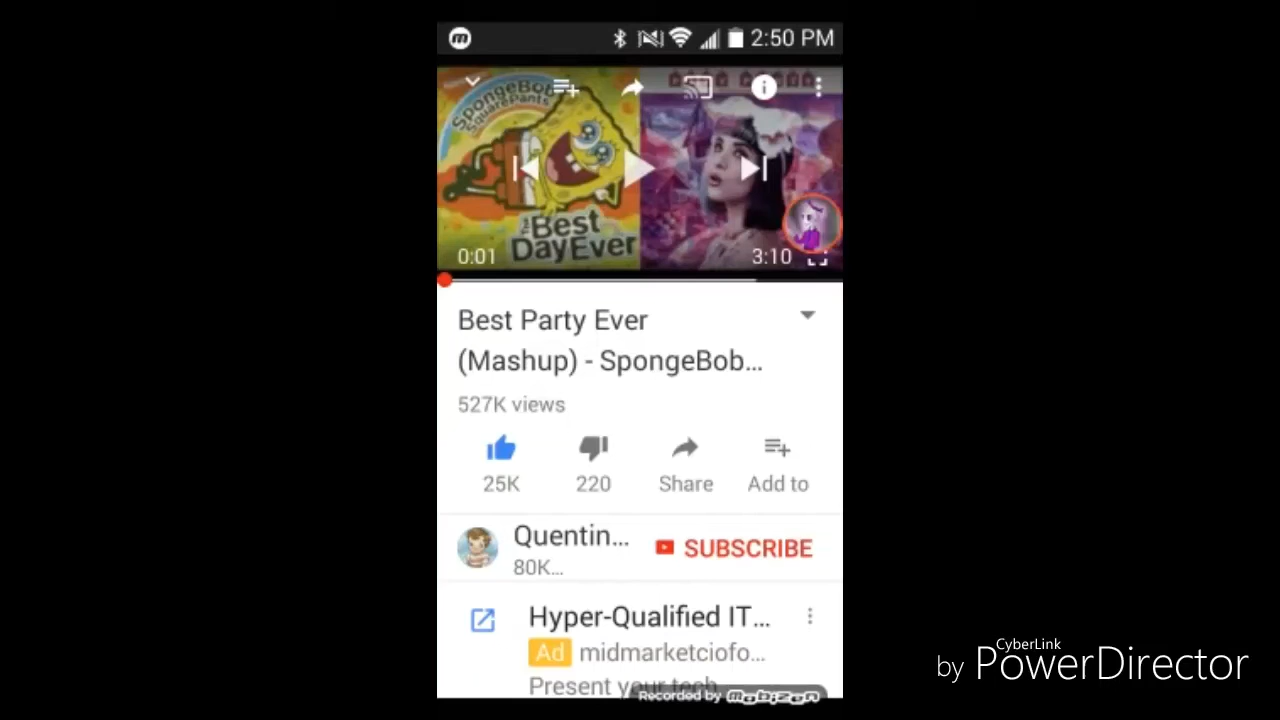 2:50 PM
SpongeBob
SquarePants
The
Best
Day Ever
0:01
3:10
Best Party Ever
(Mashup) - SpongeBob...
527K views
25K
220
Share
Add to
Quentin...
SUBSCRIBE
80K...
Hyper-Qualified IT...
Ad midmarketciofo...
Present your tech
Recorded by mobizen
CyberLink
by PowerDirector